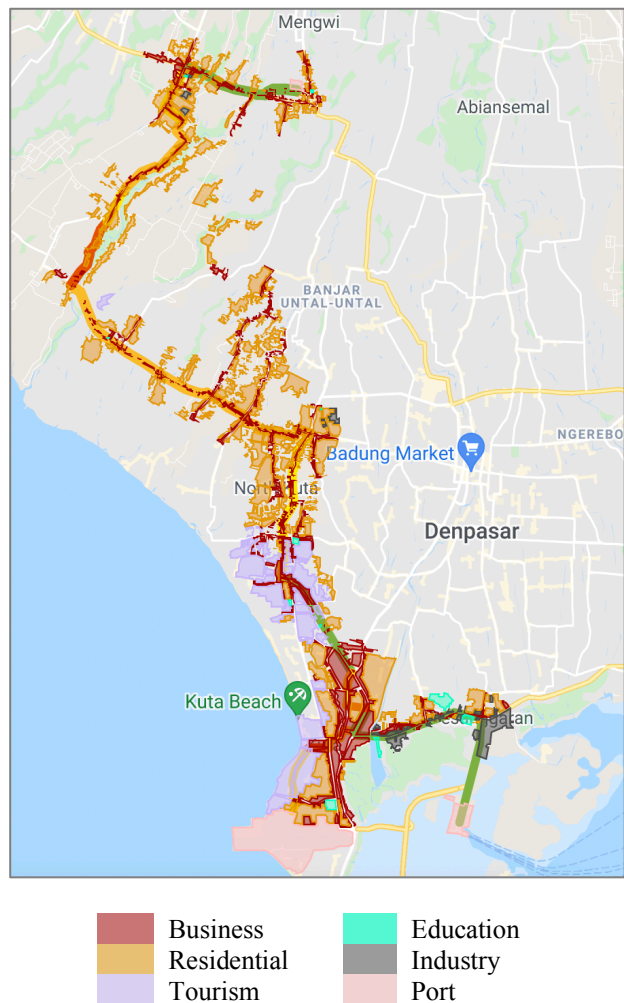 Mengwi
Abiansemal
BANJAR
UNTAL-UNTAL
NGEREBO
Badung Market
North Kuta
Denpasar
Kuta Beach
Business
Education
Residential
Industry
Tourism
Port